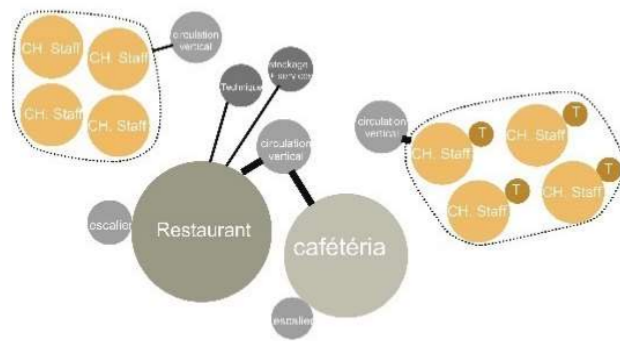 CH. Staff
CH. Staff
circulation
vertical
CH. Staff
CH. Staff
Technique
stockage
+ services
circulation
vertical
Restaurant
escalier
cafétéria
escalier
circulation
vertical
CH. Staff
T
CH. Staff
T
CH. Staff
T
CH. Staff
T